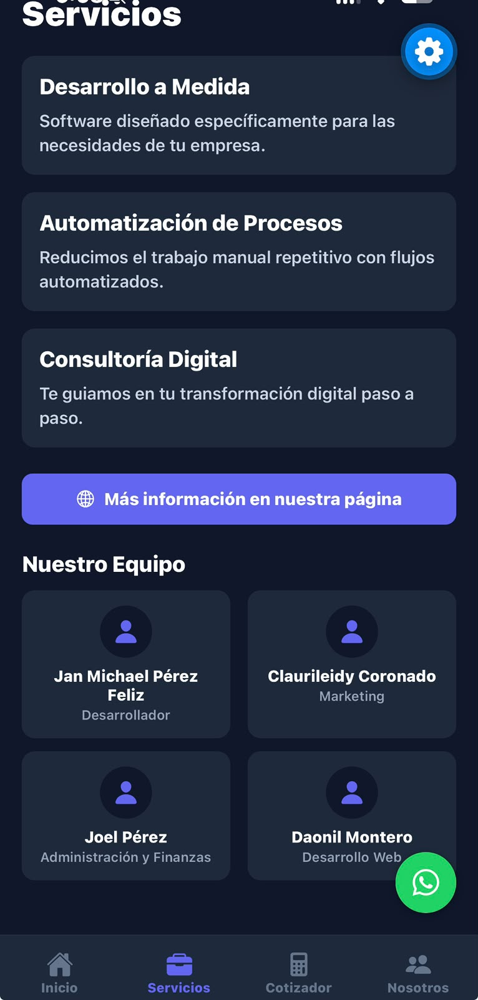 Servicios
Desarrollo a Medida
Software diseñado específicamente para las
necesidades de tu empresa.
Automatización de Procesos
Reducimos el trabajo manual repetitivo con flujos
automatizados.
Consultoría Digital
Te guiamos en tu transformación digital paso a
paso.
Más información en nuestra página
Nuestro Equipo
Jan Michael Pérez
Feliz
Desarrollador
Claurileidy Coronado
Marketing
Joel Pérez
Administración y Finanzas
Daonil Montero
Desarrollo Web
Inicio
Servicios
Cotizador
Nosotros